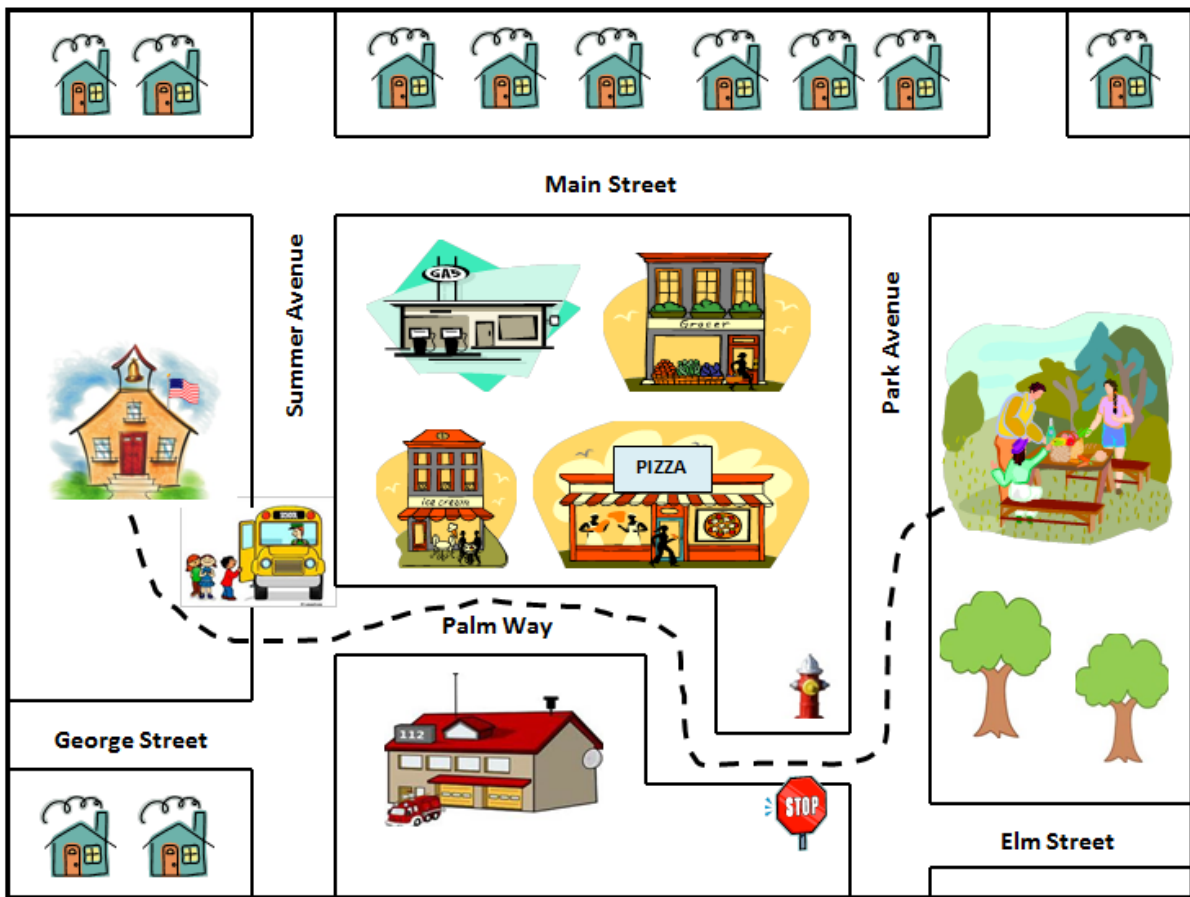 Main Street
Summer Avenue
Park Avenue
GAS
Grocer
ice cream
PIZZA
SCHOOL
Palm Way
112
George Street
STOP
Elm Street